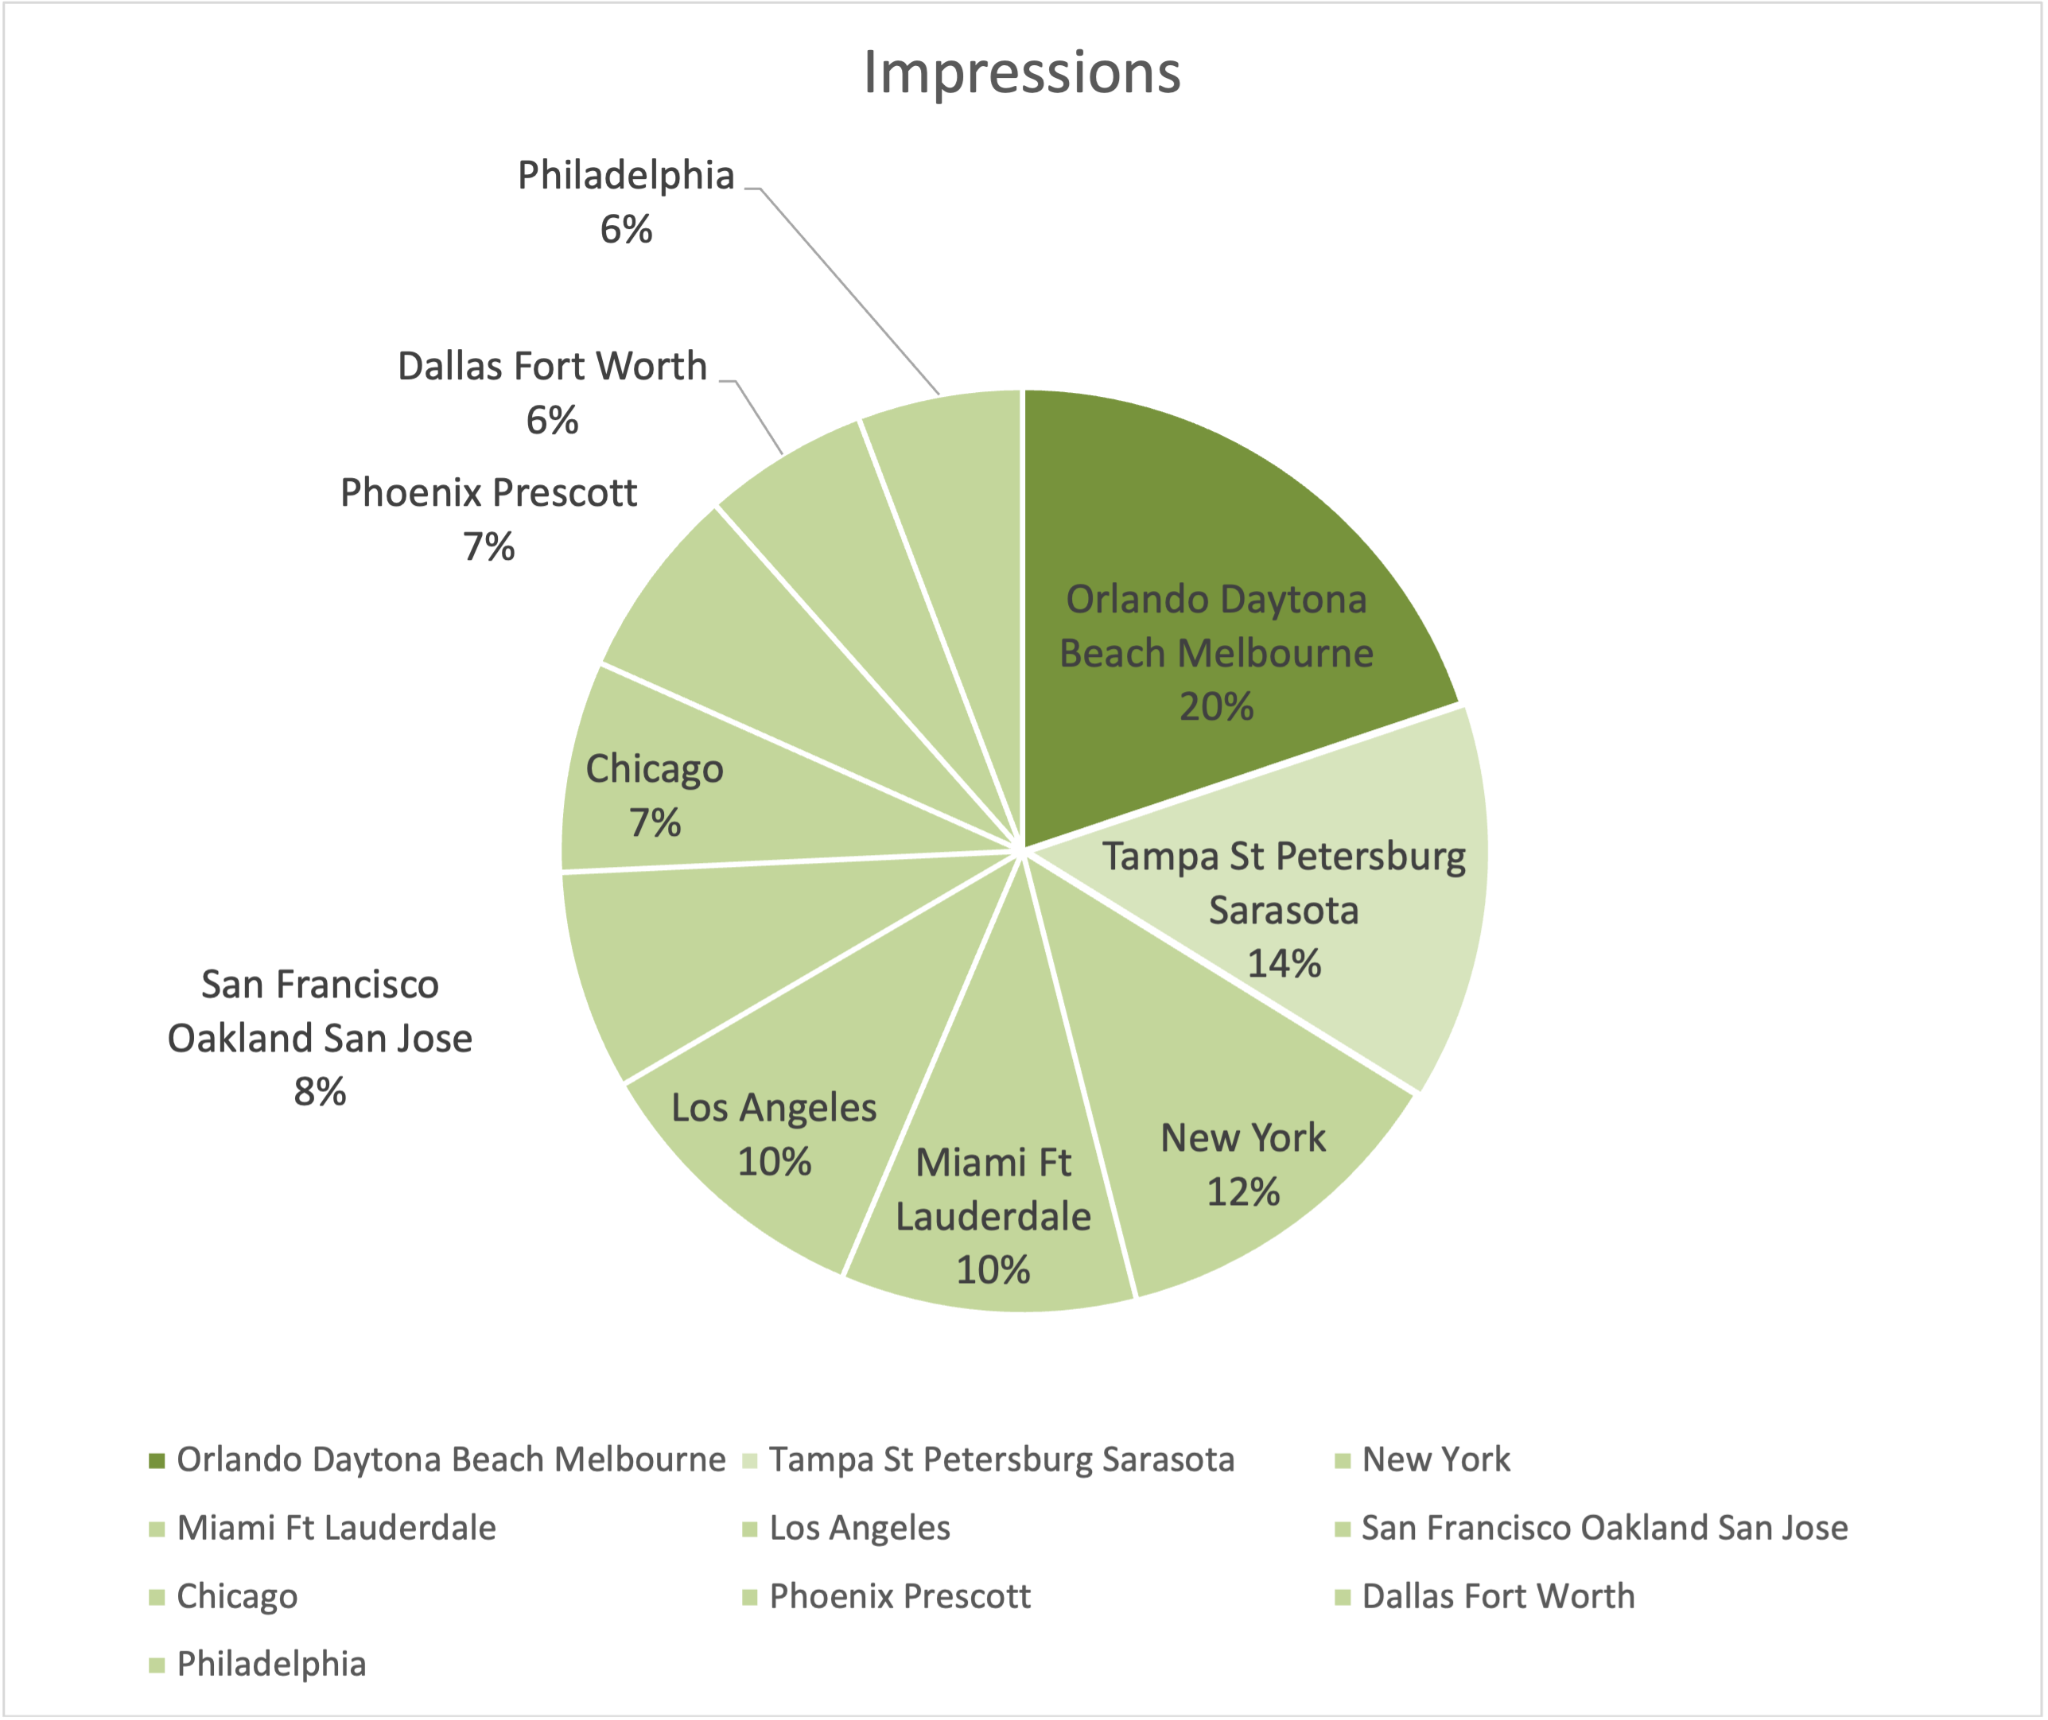 Impressions
Philadelphia
6%
Dallas Fort Worth
6%
Phoenix Prescott
7%
Orlando Daytona
Beach Melbourne
20%
Chicago
7%
Tampa St Petersburg
Sarasota
14%
San Francisco
Oakland San Jose
8%
Los Angeles
10%
Miami Ft
Lauderdale
10%
New York
12%
Orlando Daytona Beach Melbourne
Tampa St Petersburg Sarasota
New York
Miami Ft Lauderdale
Los Angeles
San Francisco Oakland San Jose
Chicago
Phoenix Prescott
Dallas Fort Worth
Philadelphia